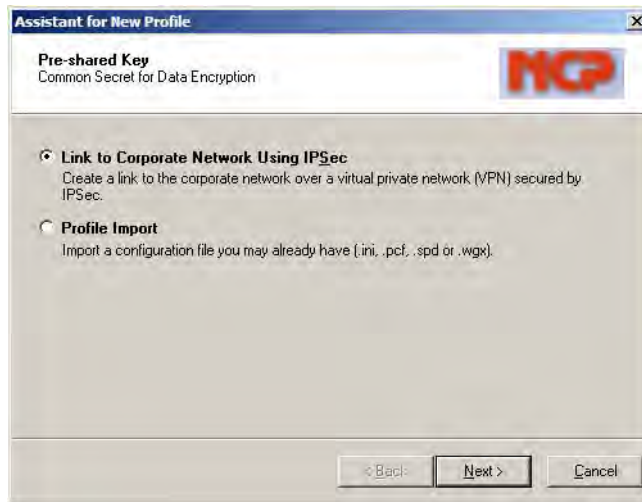 Assistant for New Profile
Pre-shared Key
Common Secret for Data Encryption
NCP
Link to Corporate Network Using IPSec
Create a link to the corporate network over a virtual private network (VPN) secured by
IPSec.
Profile Import
Import a configuration file you may already have (.ini, .pcf, .spd or .wgx).
< Back
Next >
Cancel